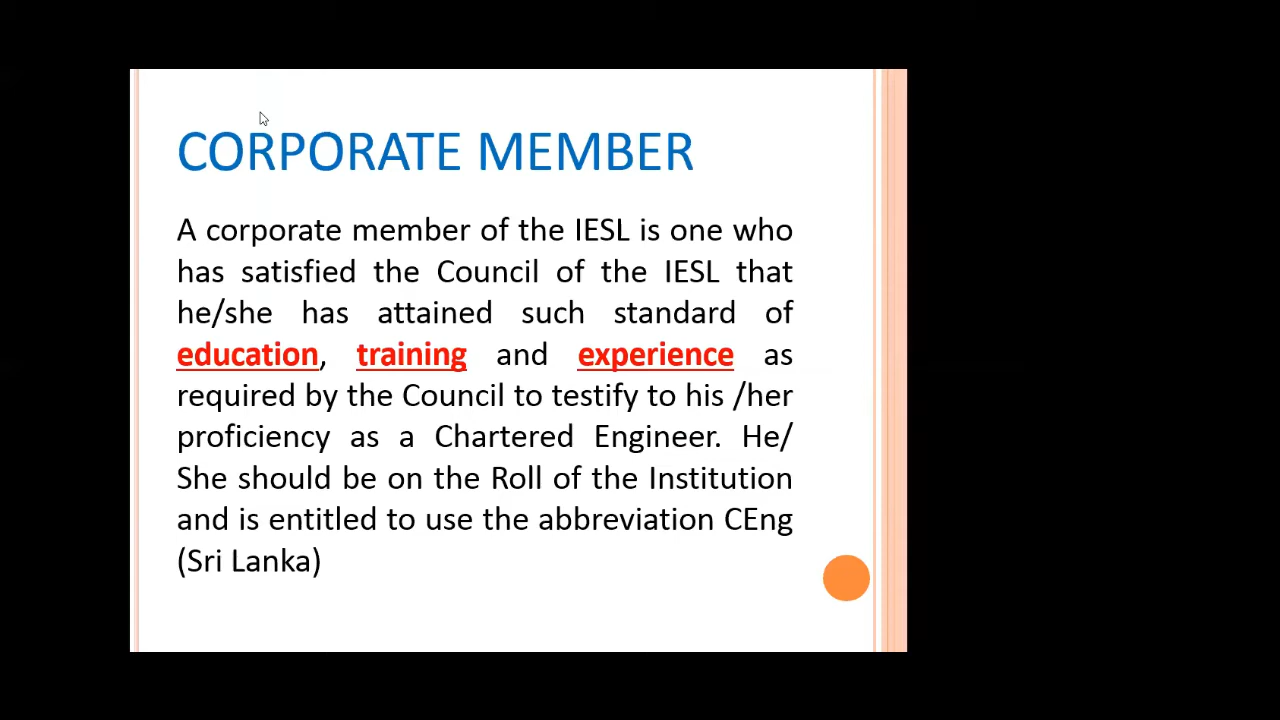 CORPORATE MEMBER
A corporate member of the IESL is one who
has satisfied the Council of the IESL that
he/she has attained such standard of
education, training and experience as
required by the Council to testify to his /her
proficiency as a Chartered Engineer. He/
She should be on the Roll of the Institution
and is entitled to use the abbreviation CEng
(Sri Lanka)